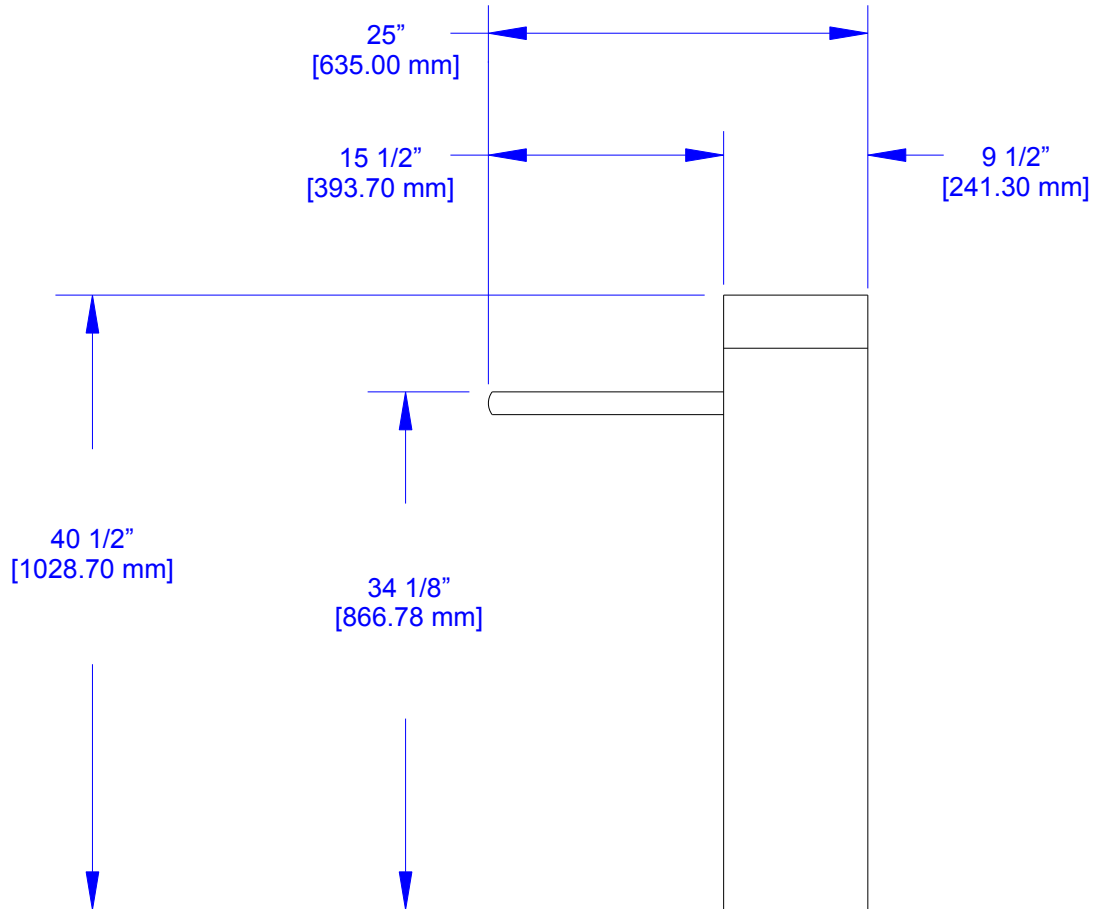 25”
[635.00 mm]
15 1/2”
[393.70 mm]
9 1/2”
[241.30 mm]
40 1/2”
[1028.70 mm]
34 1/8”
[866.78 mm]